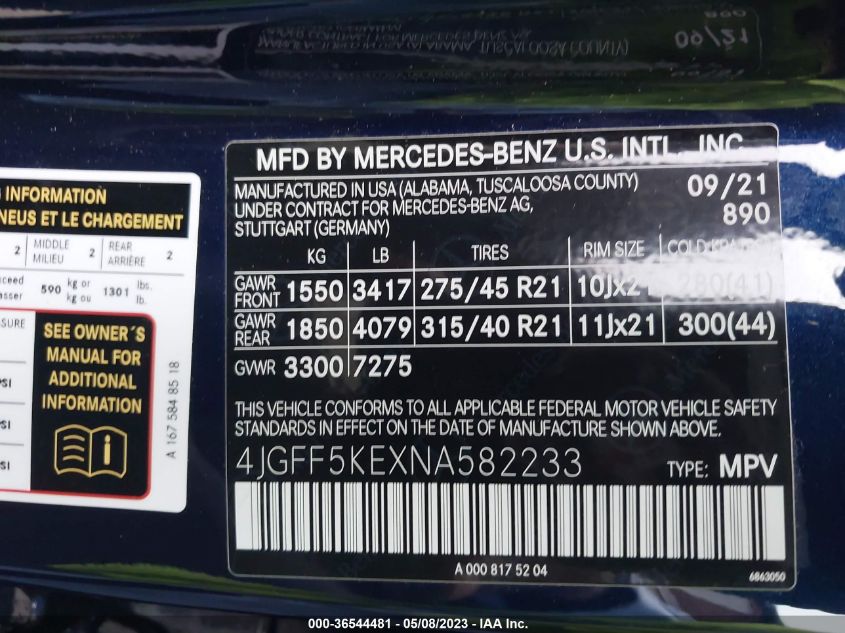 MFD BY MERCEDES-BENZ U.S. INTL. INC.
MANUFACTURED IN USA (ALABAMA, TUSCALOOSA COUNTY) 09/21
UNDER CONTRACT FOR MERCEDES-BENZ AG, 890
STUTTGART (GERMANY)
KG LB TIRES RIM SIZE COLD
GAWR FRONT 1550 3417 275/45 R21 10Jx21 280(41)
GAWR REAR 1850 4079 315/40 R21 11Jx21 300(44)
GVWR 3300 7275
THIS VEHICLE CONFORMS TO ALL APPLICABLE FEDERAL MOTOR VEHICLE SAFETY
STANDARDS IN EFFECT ON THE DATE OF MANUFACTURE SHOWN ABOVE.
4JGFF5KEXNA582233 TYPE: MPV
A 000 817 52 04
6863050
INFORMATION
NEUS ET LE CHARGEMENT
2 MIDDLE MILIEU 2 REAR ARRIÈRE 2
590 kg or kg ou 1301 lbs. lb.
SEE OWNER´S
MANUAL FOR
ADDITIONAL
INFORMATION
A 167 584 85 18
000-36544481 - 05/08/2023 - IAA Inc.